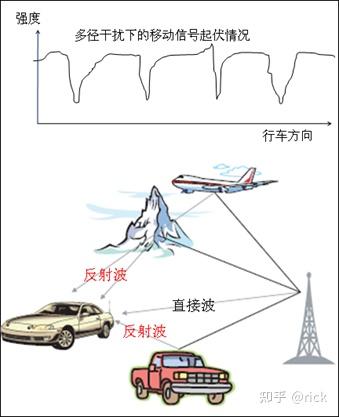 强度
多径干扰下的移动信号起伏情况
行车方向
反射波
直接波
反射波
知乎 @rick